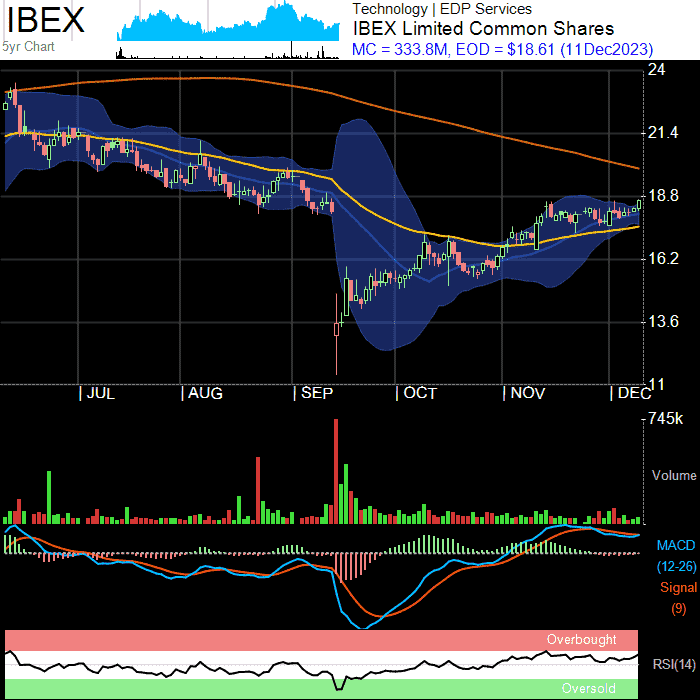 IBEX
5yr Chart
Technology | EDP Services
IBEX Limited Common Shares
MC = 333.8M, EOD = $18.61 (11Dec2023)
24
21.4
18.8
16.2
13.6
11
JUL
AUG
SEP
OCT
NOV
DEC
745k
Volume
MACD
(12-26)
Signal
(9)
Overbought
RSI(14)
Oversold